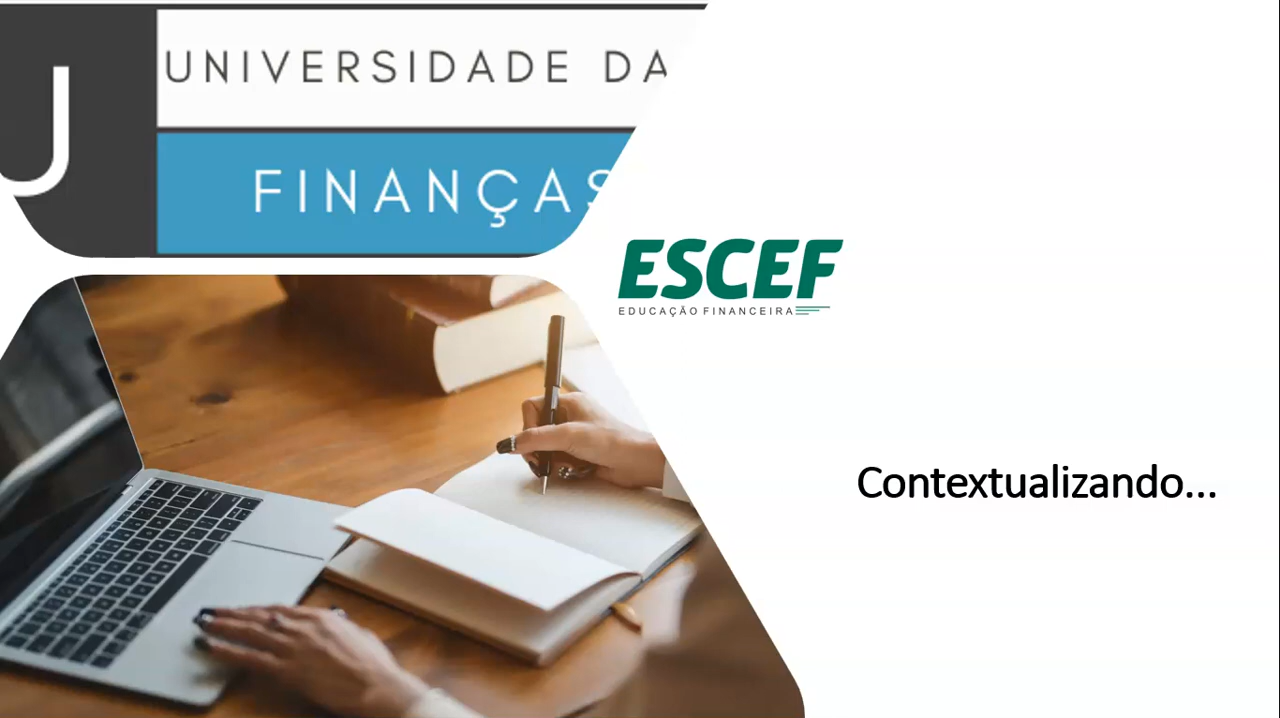 U
UNIVERSIDADE DA
FINANÇAS
ESCEF
EDUCAÇÃO FINANCEIRA
Contextualizando...